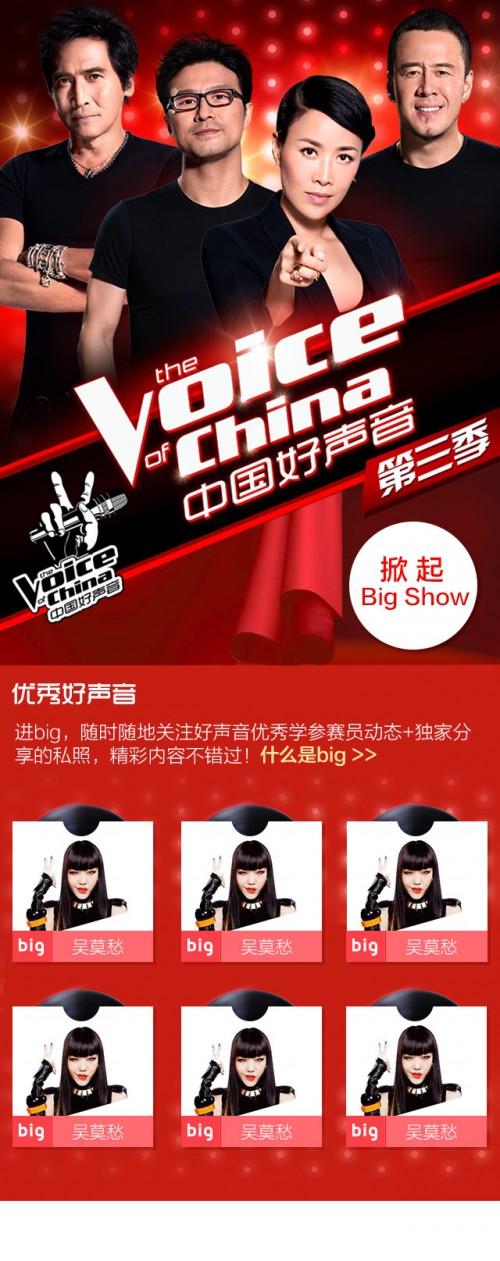 the
Voice
of China
中国好声音
第三季
the
Voice
of China
中国好声音
掀起
Big Show
优秀好声音
进big，随时随地关注好声音优秀学参赛员动态+独家分
享的私照，精彩内容不错过！什么是big >>
big 吴莫愁
big 吴莫愁
big 吴莫愁
big 吴莫愁
big 吴莫愁
big 吴莫愁